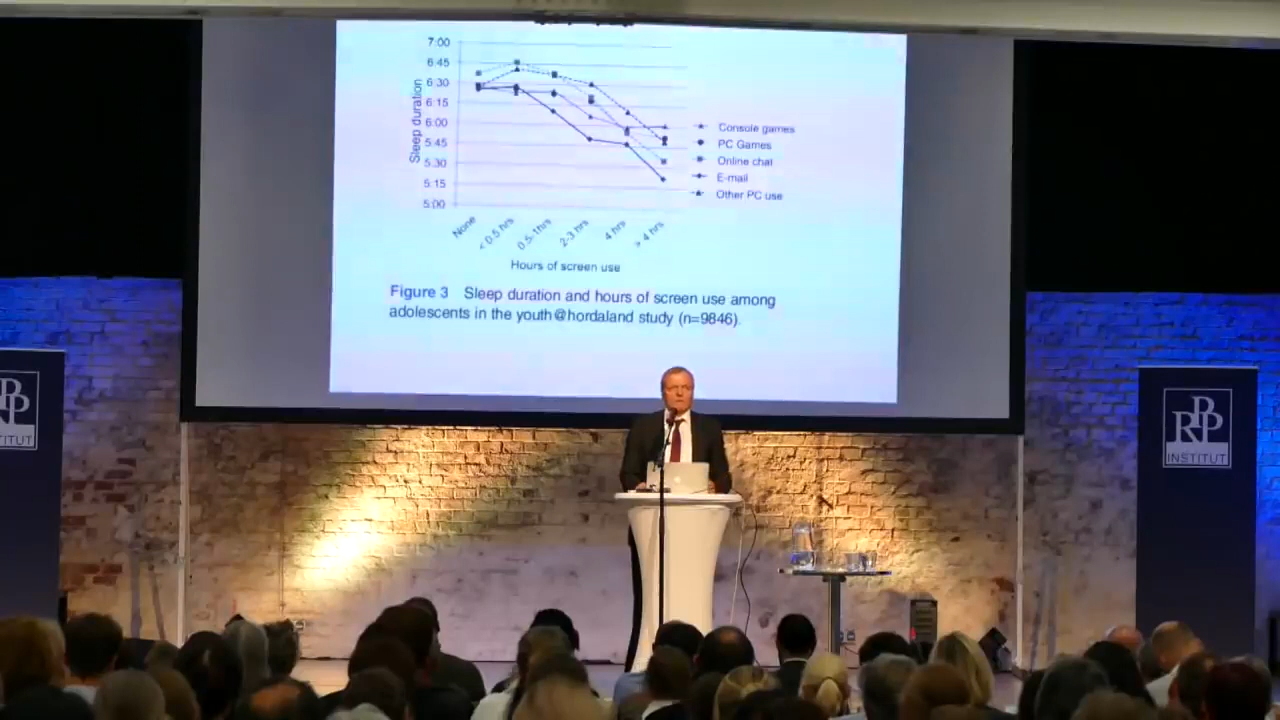 7:00
6:45
6:30
6:15
6:00
5:45
5:30
5:15
5:00
Sleep duration
None
< 0.5 hrs
0.5-1hrs
2-3 hrs
4 hrs
> 4 hrs
Hours of screen use
Console games
PC Games
Online chat
E-mail
Other PC use
Figure 3 Sleep duration and hours of screen use among
adolescents in the youth@hordaland study (n=9846).
RPP
INSTITUT
TITUT